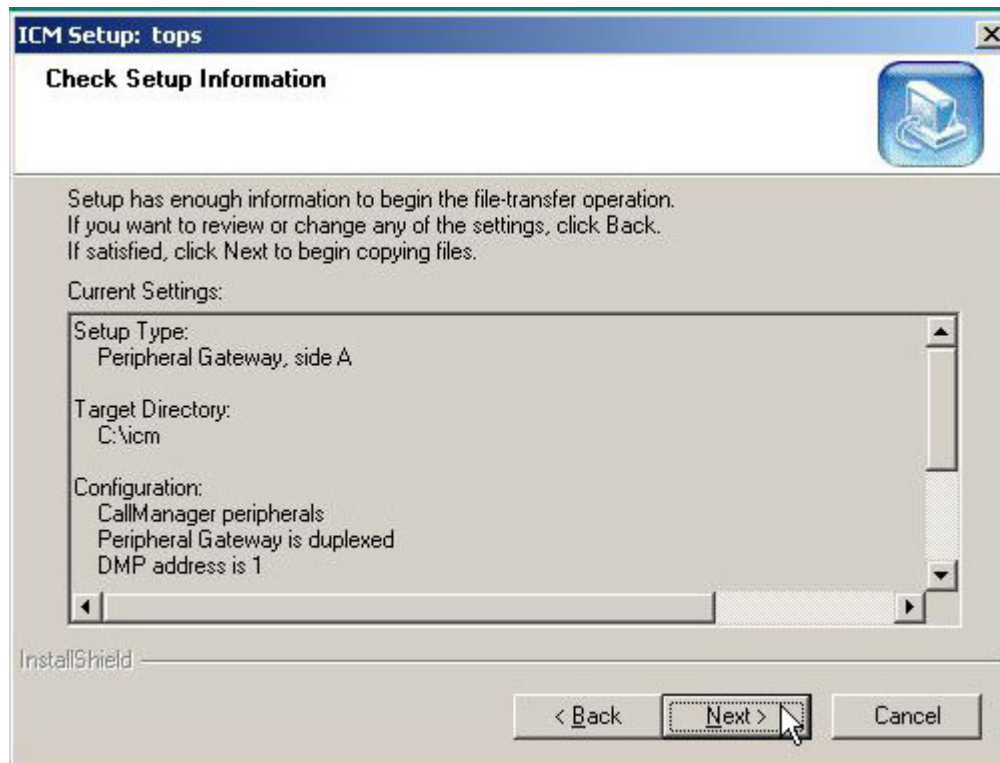 ICM Setup: tops
Check Setup Information
Setup has enough information to begin the file-transfer operation.
If you want to review or change any of the settings, click Back.
If satisfied, click Next to begin copying files.
Current Settings:
Setup Type:
Peripheral Gateway, side A
Target Directory:
C:\icm
Configuration:
CallManager peripherals
Peripheral Gateway is duplexed
DMP address is 1
InstallShield
< Back
Next >
Cancel